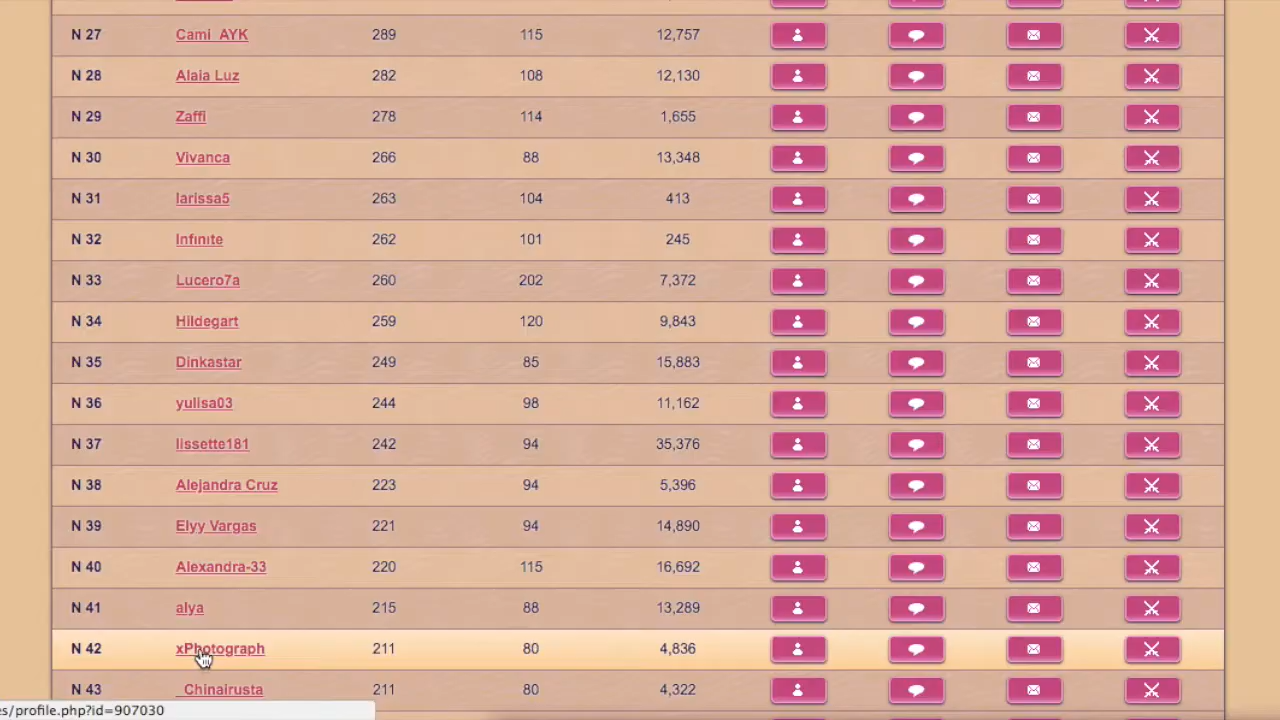 N 27 Cami_AYK 289 115 12,757
N 28 Alaia Luz 282 108 12,130
N 29 Zaffi 278 114 1,655
N 30 Vivanca 266 88 13,348
N 31 larissa5 263 104 413
N 32 Infinite 262 101 245
N 33 Lucero7a 260 202 7,372
N 34 Hildegart 259 120 9,843
N 35 Dinkastar 249 85 15,883
N 36 yulisa03 244 98 11,162
N 37 lissette181 242 94 35,376
N 38 Alejandra Cruz 223 94 5,396
N 39 Elyy Vargas 221 94 14,890
N 40 Alexandra-33 220 115 16,692
N 41 alya 215 88 13,289
N 42 xPhotograph 211 80 4,836
N 43 _Chinairusta 211 80 4,322
es/profile.php?id=907030